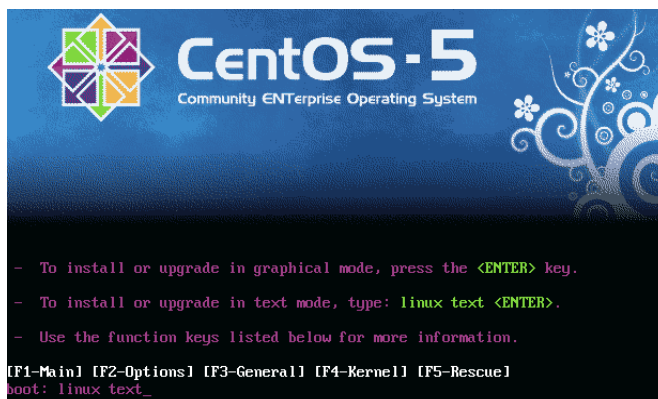 CentOS-5
Community ENTerprise Operating System
- To install or upgrade in graphical mode, press the <ENTER> key.
- To install or upgrade in text mode, type: linux text <ENTER>.
- Use the function keys listed below for more information.
[F1-Main] [F2-Options] [F3-General] [F4-Kernel] [F5-Rescue]
boot: linux text_